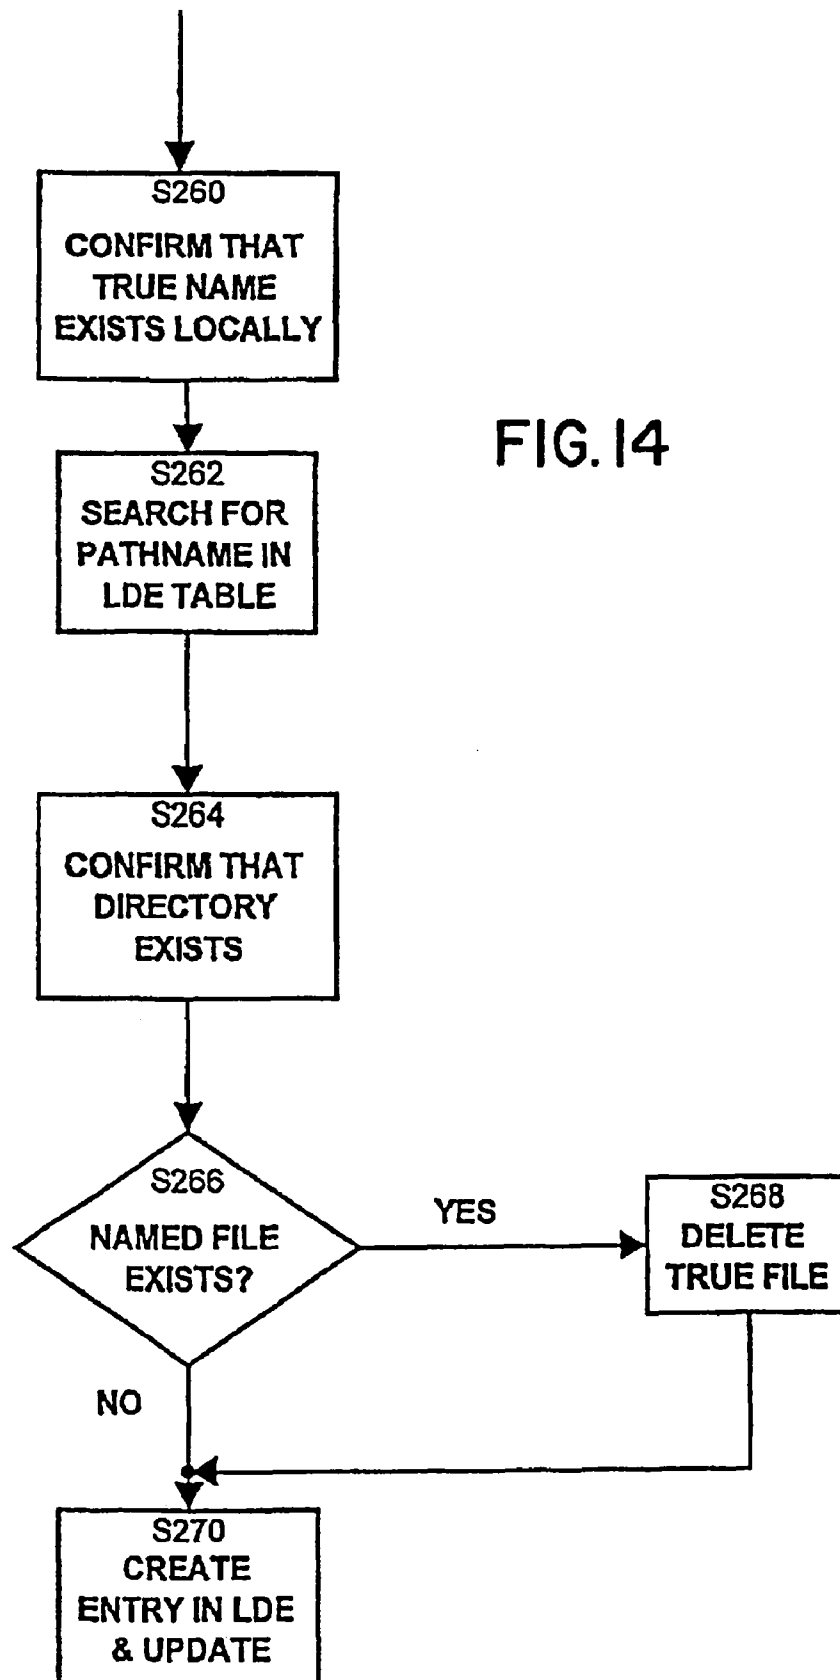 S260
CONFIRM THAT
TRUE NAME
EXISTS LOCALLY
FIG. 14
S262
SEARCH FOR
PATHNAME IN
LDE TABLE
S264
CONFIRM THAT
DIRECTORY
EXISTS
S266
NAMED FILE
EXISTS?
YES
S268
DELETE
TRUE FILE
NO
S270
CREATE
ENTRY IN LDE
& UPDATE